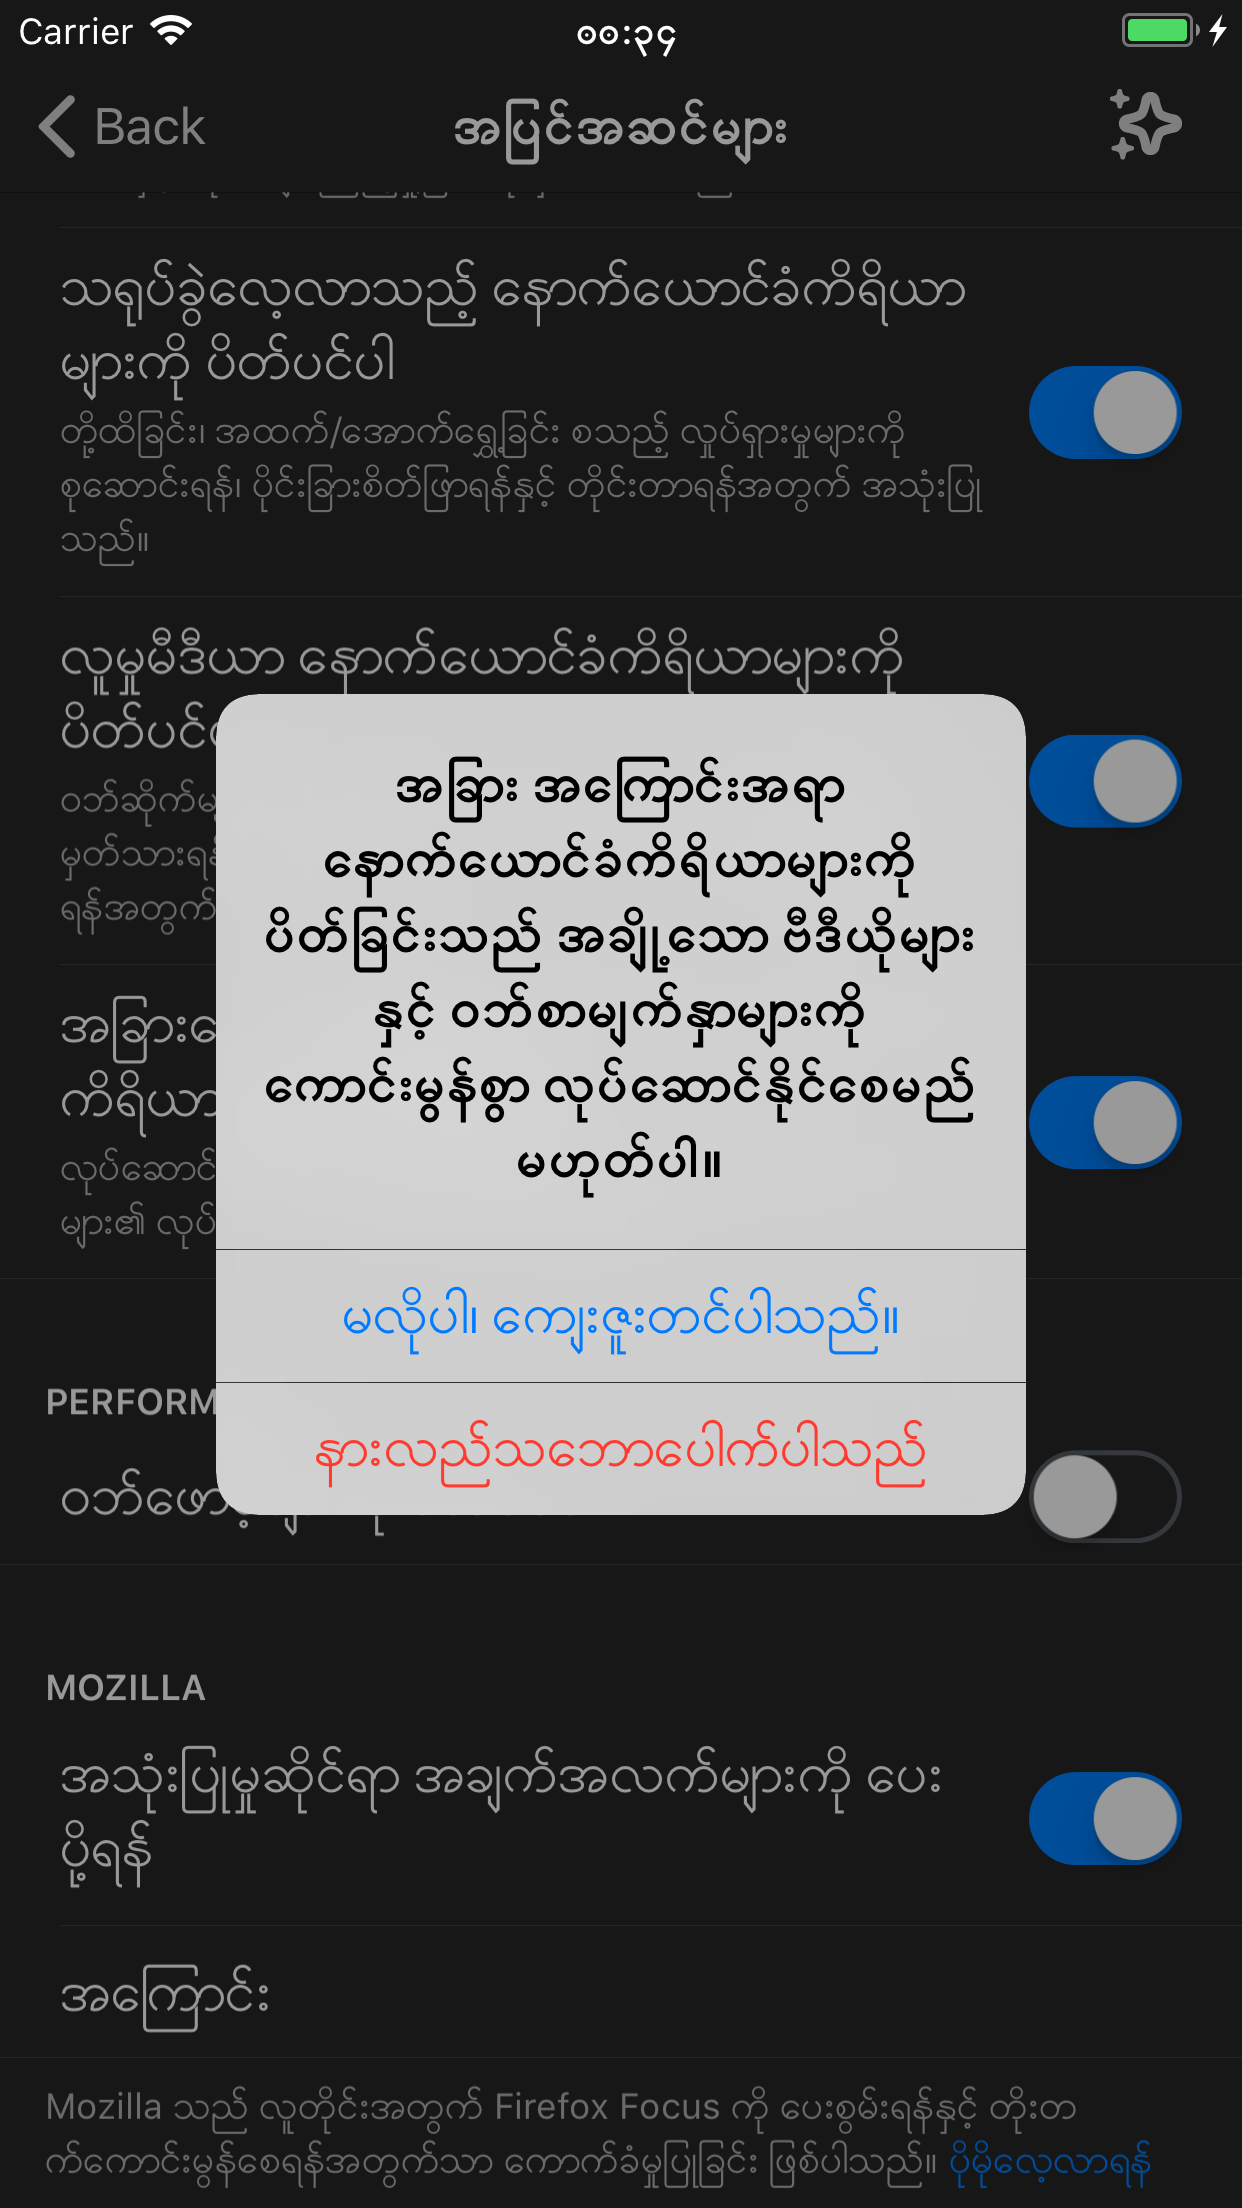 Carrier
၀၀:၃၄
Back
အပြင်အဆင်များ
သရုပ်ခွဲလေ့လာသည့် နောက်ယောင်ခံကိရိယာ
များကို ပိတ်ပင်ပါ
တို့ထိခြင်း၊ အထက်/အောက်ရွှေ့ခြင်း စသည့် လှုပ်ရှားမှုများကို
စုဆောင်းရန်၊ ပိုင်းခြားစိတ်ဖြာရန်နှင့် တိုင်းတာရန်အတွက် အသုံးပြု
သည်။
လူမှုမီဒီယာ နောက်ယောင်ခံကိရိယာများကို
ပိတ်ပင်
ဝဘ်ဆိုက်မျ
မှတ်သားရန်
ရန်အတွက်
အခြား
ကိရိယာ
လုပ်ဆောင်
များ၏ လုပ်
အခြား အကြောင်းအရာ
နောက်ယောင်ခံကိရိယာများကို
ပိတ်ခြင်းသည် အချို့သော ဗီဒီယိုများ
နှင့် ဝဘ်စာမျက်နှာများကို
ကောင်းမွန်စွာ လုပ်ဆောင်နိုင်စေမည်
မဟုတ်ပါ။
မလိုပါ၊ ကျေးဇူးတင်ပါသည်။
နားလည်သဘောပေါက်ပါသည်
PERFORM
ဝဘ်ဖော
MOZILLA
အသုံးပြုမှုဆိုင်ရာ အချက်အလက်များကို ပေး
ပို့ရန်
အကြောင်း
Mozilla သည် လူတိုင်းအတွက် Firefox Focus ကို ပေးစွမ်းရန်နှင့် တိုးတ
က်ကောင်းမွန်စေရန်အတွက်သာ ကောက်ခံမှုပြုခြင်း ဖြစ်ပါသည်။ ပိုမိုလေ့လာရန်